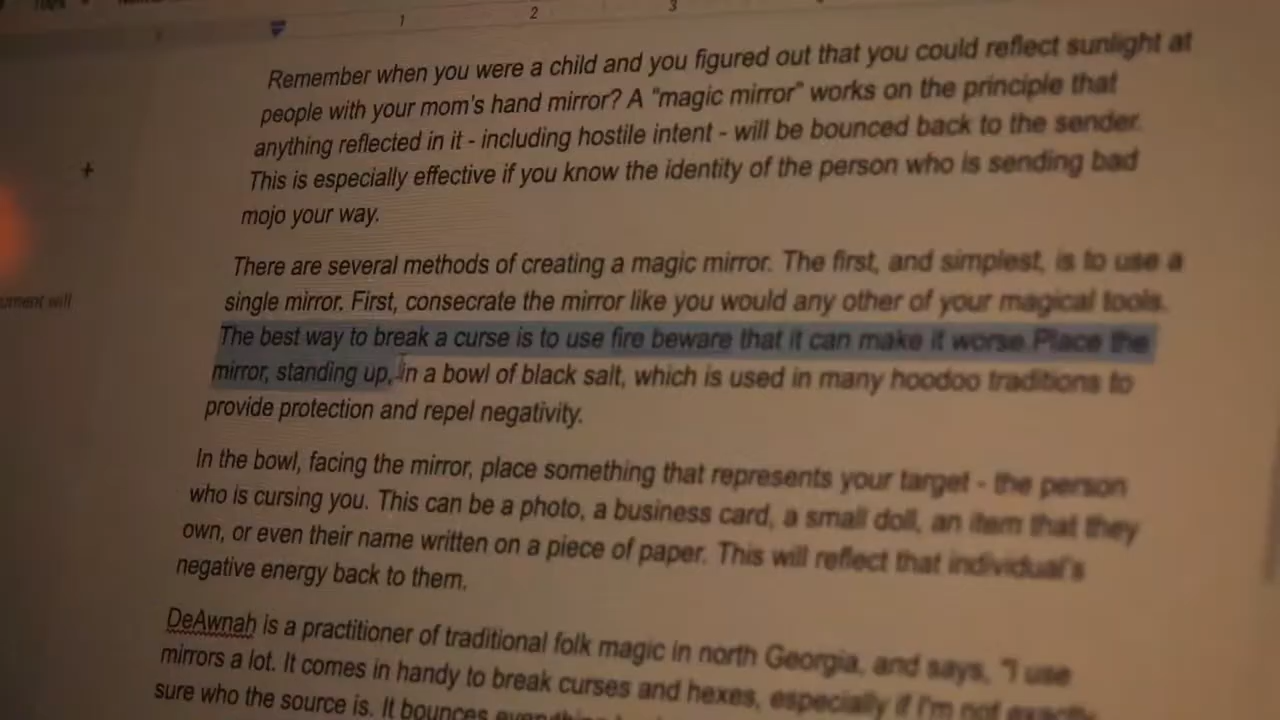 1 2 3
Remember when you were a child and you figured out that you could reflect sunlight at
people with your mom's hand mirror? A "magic mirror" works on the principle that
anything reflected in it - including hostile intent - will be bounced back to the sender.
This is especially effective if you know the identity of the person who is sending bad
mojo your way.
There are several methods of creating a magic mirror. The first, and simplest, is to use a
single mirror. First, consecrate the mirror like you would any other of your magical tools.
The best way to break a curse is to use fire beware that it can make it worse.Place the
mirror, standing up, in a bowl of black salt, which is used in many hoodoo traditions to
ument will
provide protection and repel negativity.
In the bowl, facing the mirror, place something that represents your target - the person
who is cursing you. This can be a photo, a business card, a small doll, an item that they
own, or even their name written on a piece of paper. This will reflect that individual's
negative energy back to them.
DeAwnah is a practitioner of traditional folk magic in north Georgia, and says, "I use
mirrors a lot. It comes in handy to break curses and hexes, especially if I'm not exactly
sure who the source is. It bounces everything